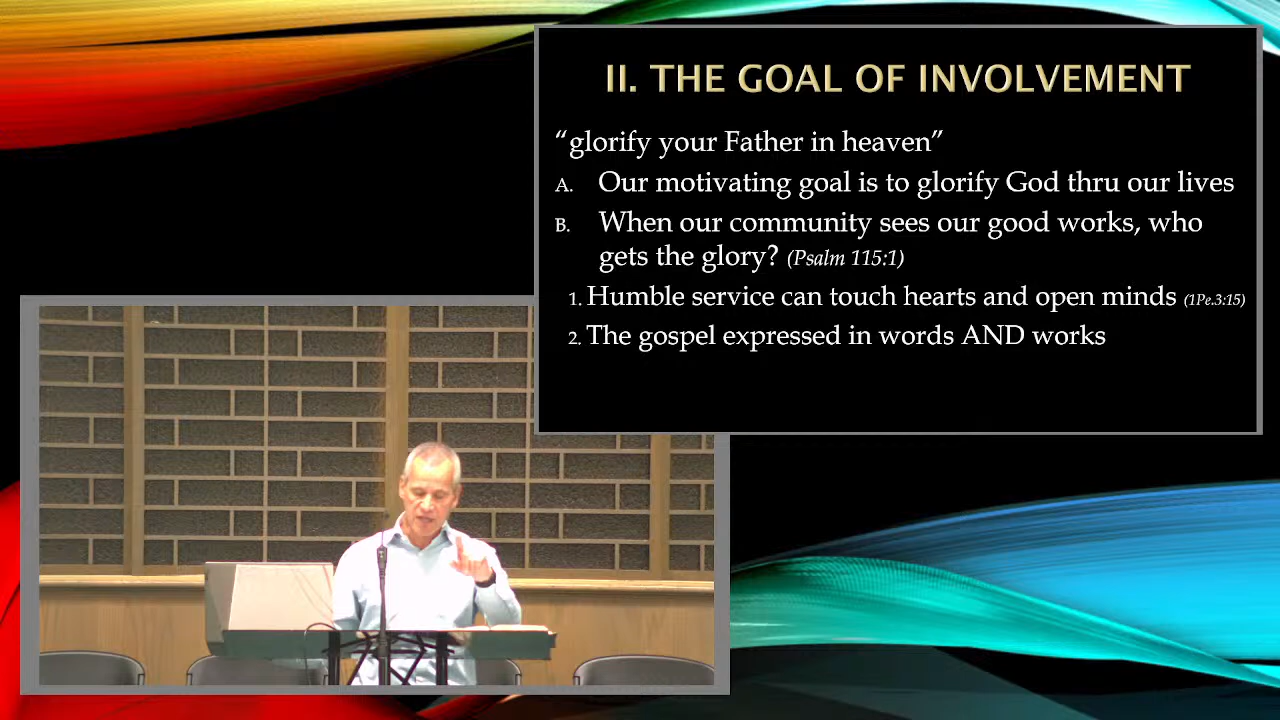 II. THE GOAL OF INVOLVEMENT
“glorify your Father in heaven”
A. Our motivating goal is to glorify God thru our lives
B. When our community sees our good works, who
gets the glory? (Psalm 115:1)
1. Humble service can touch hearts and open minds (1Pe.3:15)
2. The gospel expressed in words AND works